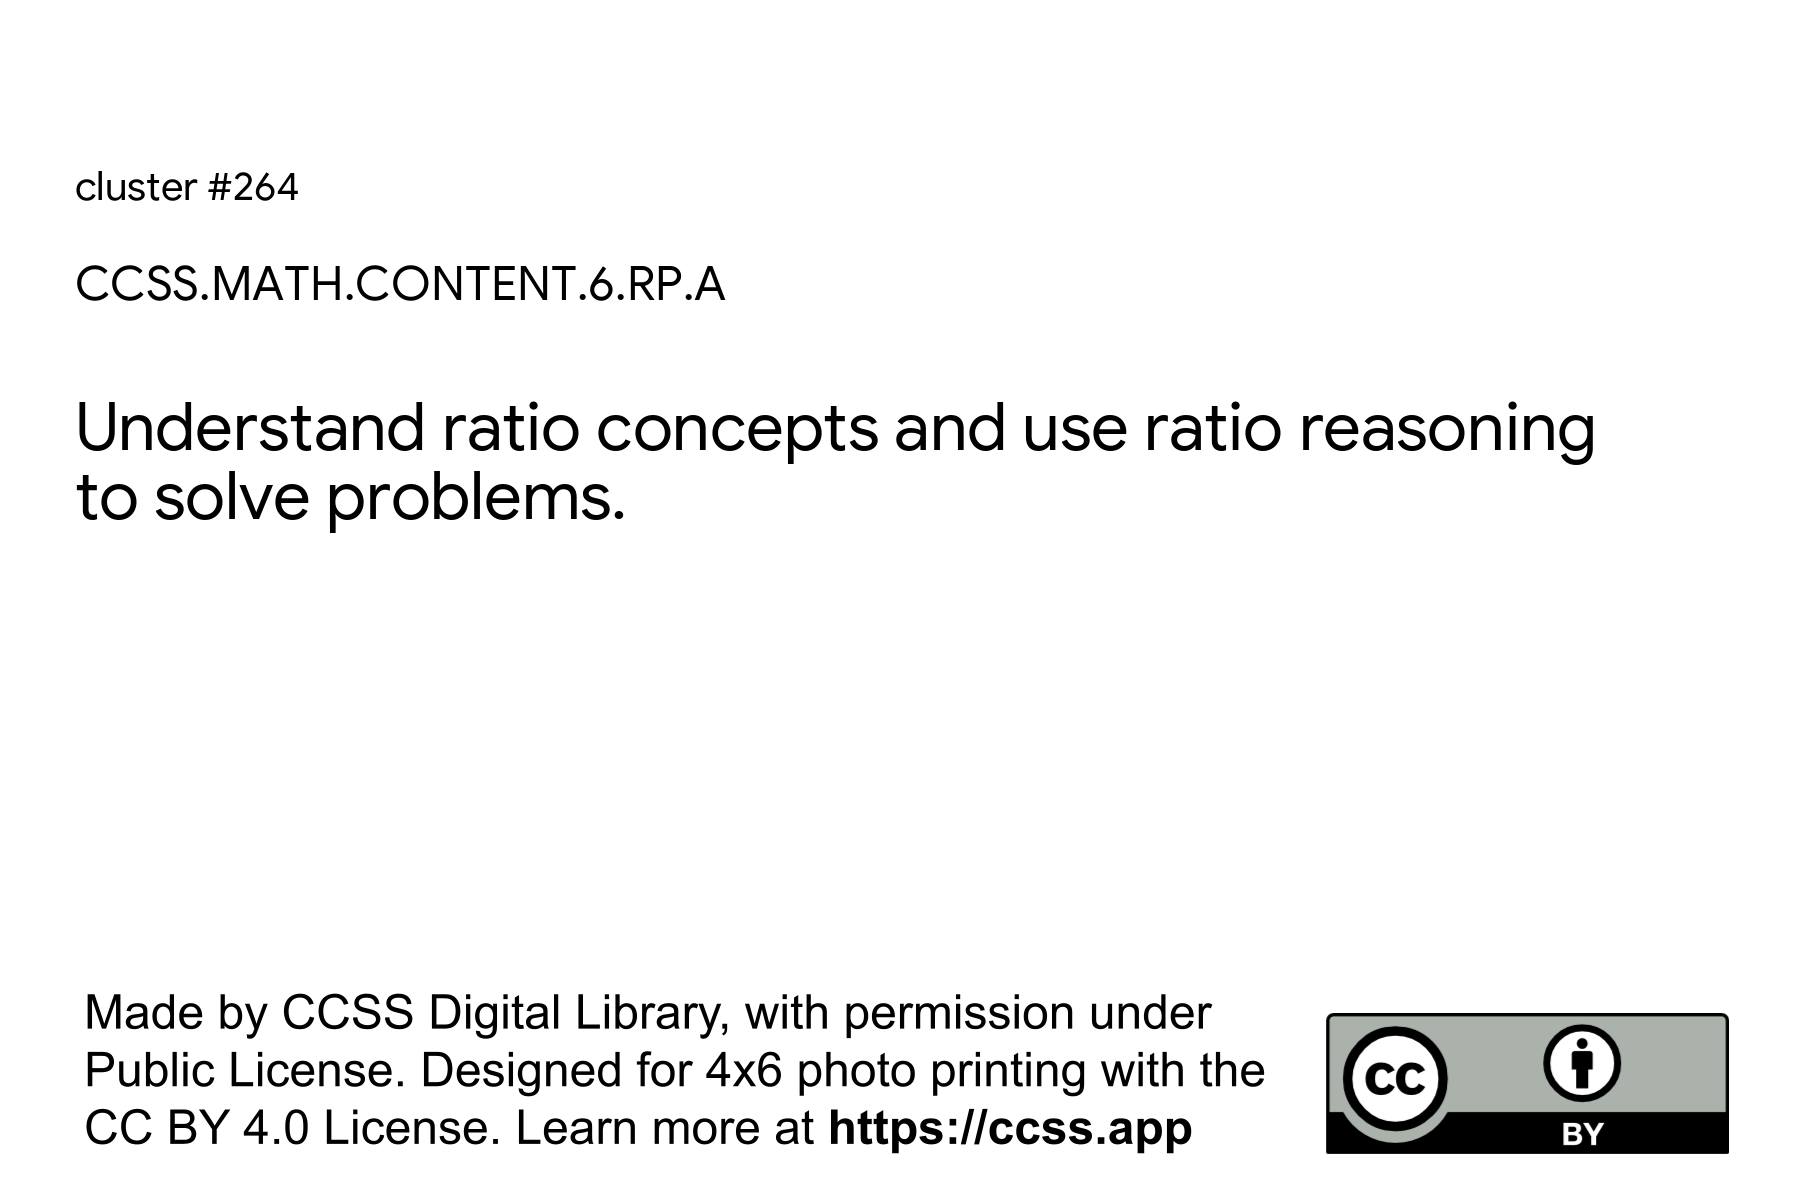 cluster #264
CCSS.MATH.CONTENT.6.RP.A
Understand ratio concepts and use ratio reasoning
to solve problems.
Made by CCSS Digital Library, with permission under
Public License. Designed for 4x6 photo printing with the
CC BY 4.0 License. Learn more at https://ccss.app
CC
BY